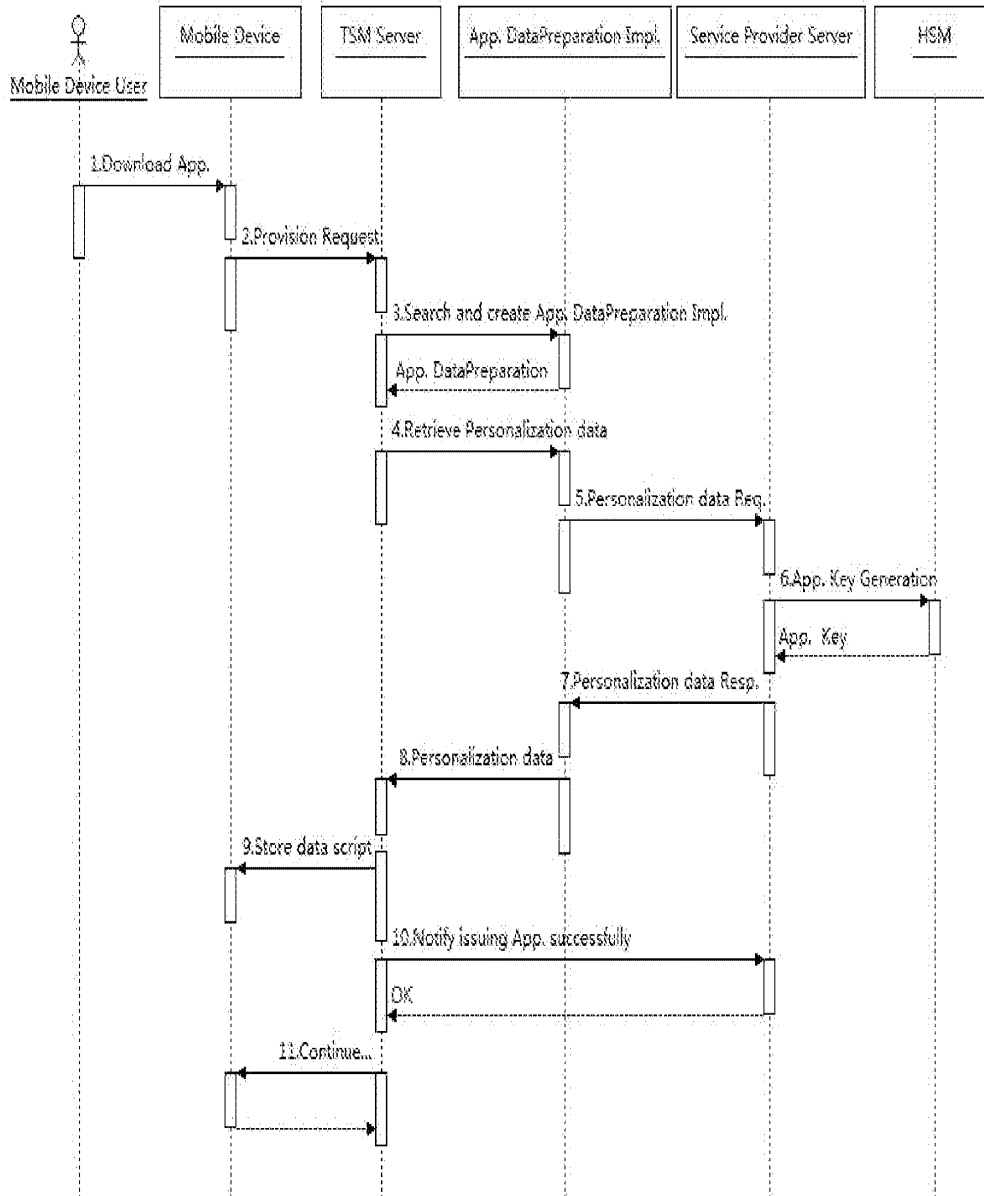 Mobile Device User
Mobile Device
TSM Server
App. DataPreparation Impl.
Service Provider Server
HSM
1.Download App.
2.Provision Request
3.Search and create App. DataPreparation Impl.
App. DataPreparation
4.Retrieve Personalization data
5.Personalization data Req.
6.App. Key Generation
App. Key
7.Personalization data Resp.
8.Personalization data
9.Store data script
10.Notify issuing App. successfully
OK
11.Continue...